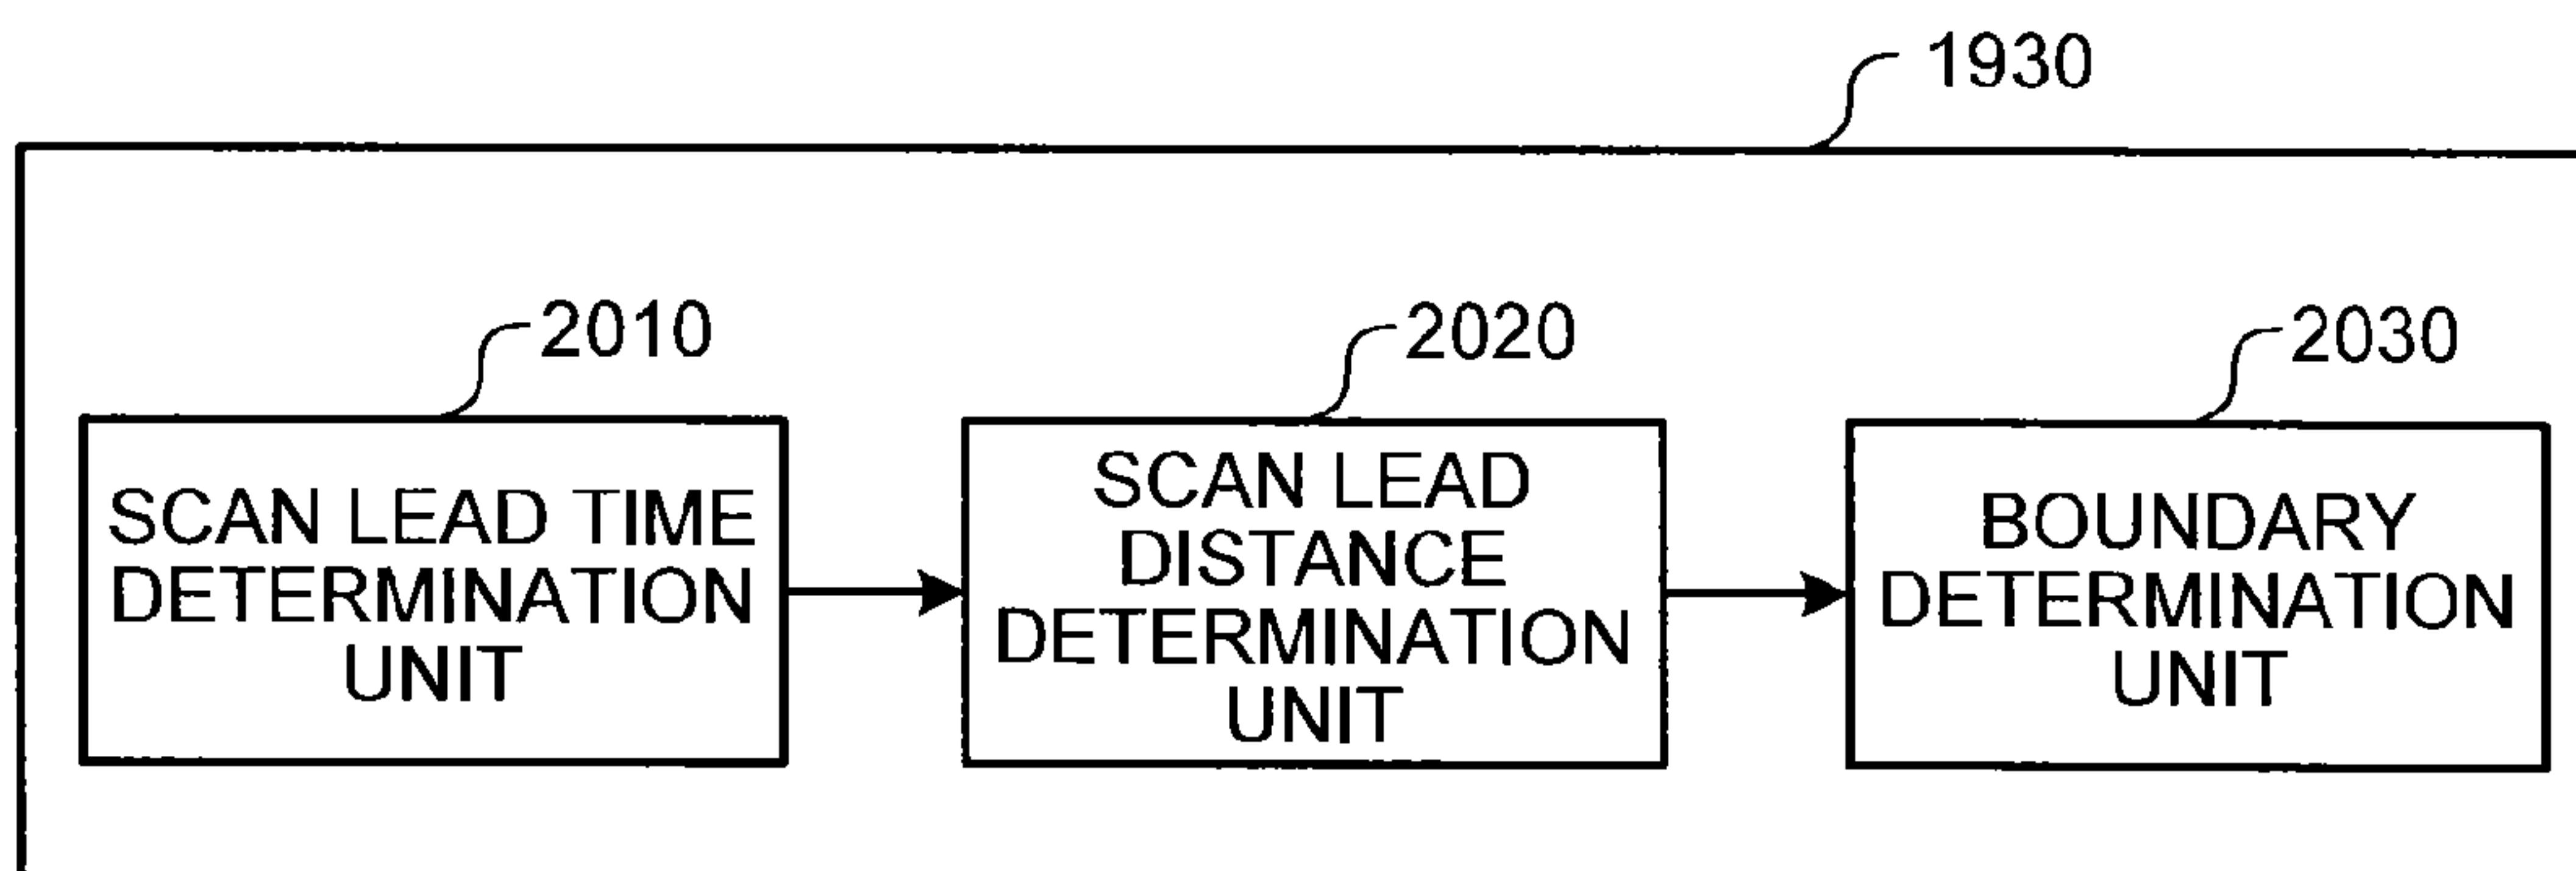 1930
2010
SCAN LEAD TIME
DETERMINATION
UNIT
2020
SCAN LEAD
DISTANCE
DETERMINATION
UNIT
2030
BOUNDARY
DETERMINATION
UNIT